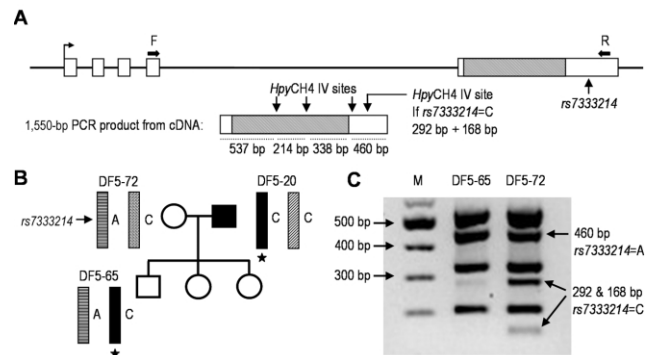 A
F
R
HpyCH4 IV sites
HpyCH4 IV site
If rs7333214=C
292 bp + 168 bp
rs7333214
1,550-bp PCR product from cDNA:
537 bp 214 bp 338 bp 460 bp
B
DF5-72
DF5-20
rs7333214
A
C
C
C
DF5-65
A
C
C
M
DF5-65
DF5-72
500 bp
400 bp
300 bp
460 bp
rs7333214=A
292 & 168 bp
rs7333214=C